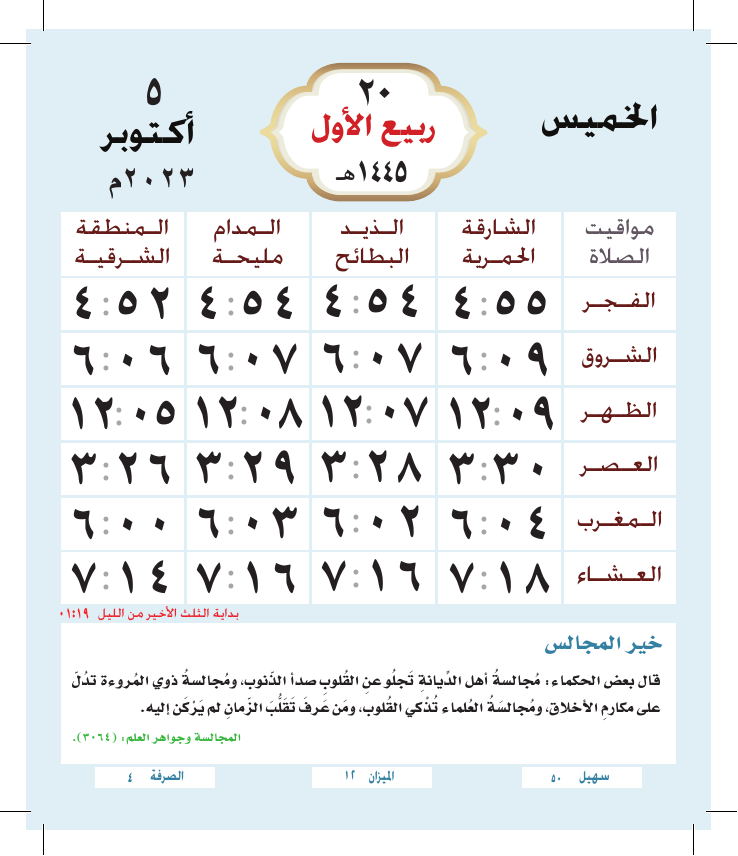 الخميس
٢٠
ربيع الأول
١٤٤٥هـ
٥
أكتوبر
٢٠٢٣م
مواقيت الصلاة | الشارقة الحمرية | الذيد البطائح | المدام مليحة | المنطقة الشرقية
الفجر ٤:٥٥ ٤:٥٤ ٤:٥٤ ٤:٥٢
الشروق ٦:٠٩ ٦:٠٧ ٦:٠٧ ٦:٠٦
الظهر ١٢:٠٩ ١٢:٠٧ ١٢:٠٨ ١٢:٠٥
العصر ٣:٣٠ ٣:٢٨ ٣:٢٩ ٣:٢٦
المغرب ٦:٠٤ ٦:٠٢ ٦:٠٣ ٦:٠٠
العشاء ٧:١٨ ٧:١٦ ٧:١٦ ٧:١٤
بداية الثلث الأخير من الليل ٠١:١٩
خير المجالس
قال بعض الحكماء: مُجالسةُ أهل الدِّيانةِ تَجلُو عنِ القُلوبِ صدأَ الذّنوب، ومُجالسةُ ذوي المُروءة تدُلّ
على مكارمِ الأخلاق، ومُجالسَةُ العُلماء تُذْكي القُلوب، ومَن عَرفَ تَقَلُّبَ الزّمانِ لم يَرْكَن إليه.
المجالسة وجواهر العلم: (٣٠٦٤).
سهيل ٥٠
الميزان ١٢
الصرفة ٤